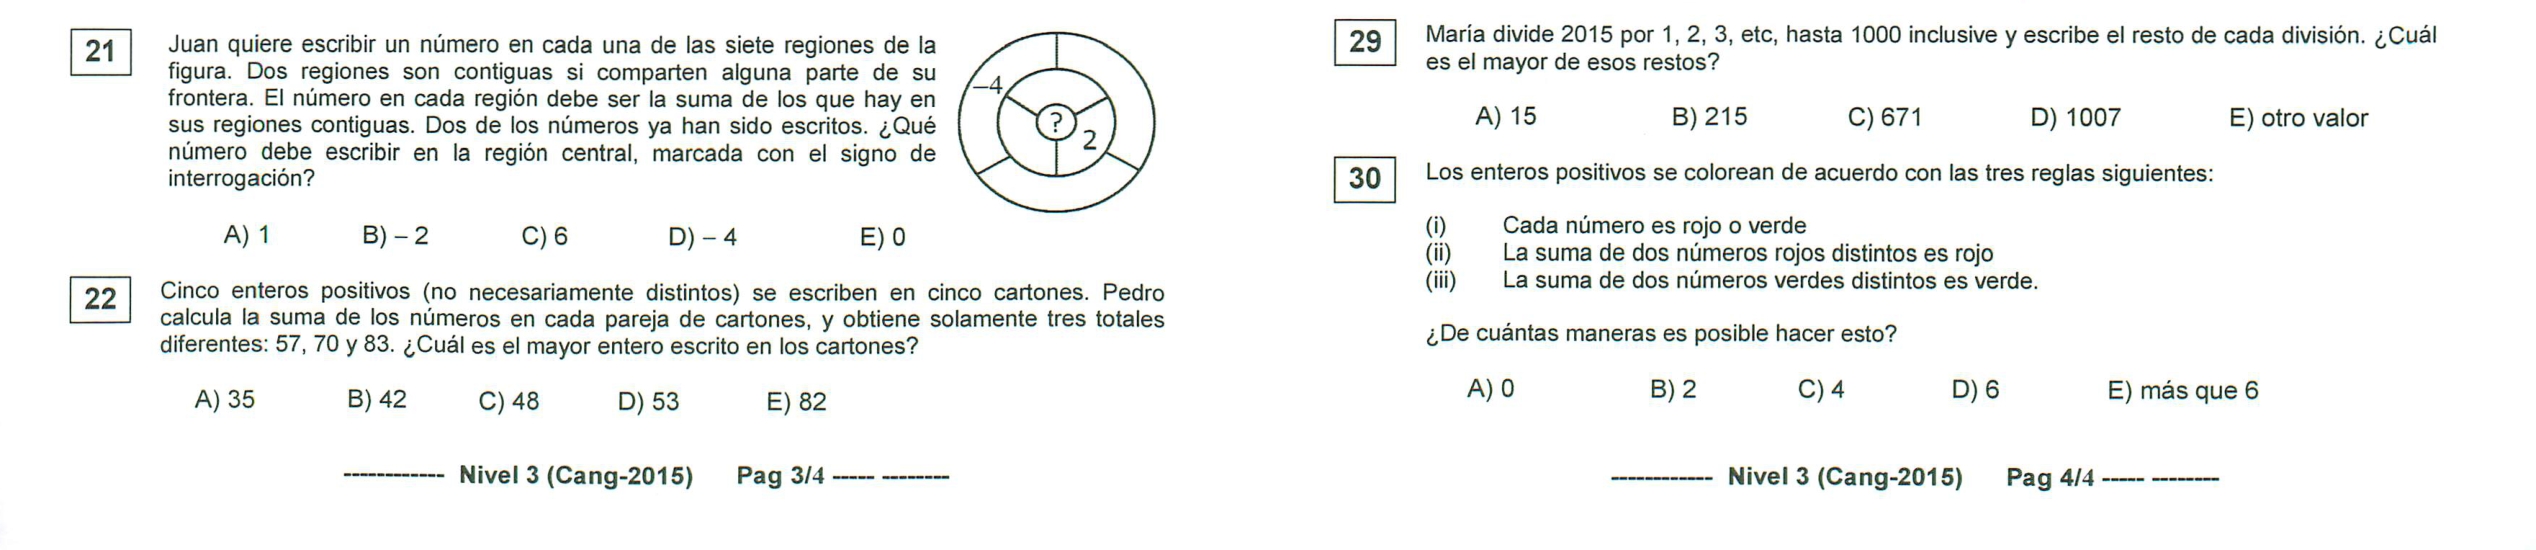 21
Juan quiere escribir un número en cada una de las siete regiones de la
figura. Dos regiones son contiguas si comparten alguna parte de su
frontera. El número en cada región debe ser la suma de los que hay en
sus regiones contiguas. Dos de los números ya han sido escritos. ¿Qué
número debe escribir en la región central, marcada con el signo de
interrogación?
–4
?
2
A) 1 B) – 2 C) 6 D) – 4 E) 0
22
Cinco enteros positivos (no necesariamente distintos) se escriben en cinco cartones. Pedro
calcula la suma de los números en cada pareja de cartones, y obtiene solamente tres totales
diferentes: 57, 70 y 83. ¿Cuál es el mayor entero escrito en los cartones?
A) 35 B) 42 C) 48 D) 53 E) 82
------------ Nivel 3 (Cang-2015) Pag 3/4 ----- --------
29
María divide 2015 por 1, 2, 3, etc, hasta 1000 inclusive y escribe el resto de cada división. ¿Cuál
es el mayor de esos restos?
A) 15 B) 215 C) 671 D) 1007 E) otro valor
30
Los enteros positivos se colorean de acuerdo con las tres reglas siguientes:
(i) Cada número es rojo o verde
(ii) La suma de dos números rojos distintos es rojo
(iii) La suma de dos números verdes distintos es verde.
¿De cuántas maneras es posible hacer esto?
A) 0 B) 2 C) 4 D) 6 E) más que 6
------------ Nivel 3 (Cang-2015) Pag 4/4 ----- --------